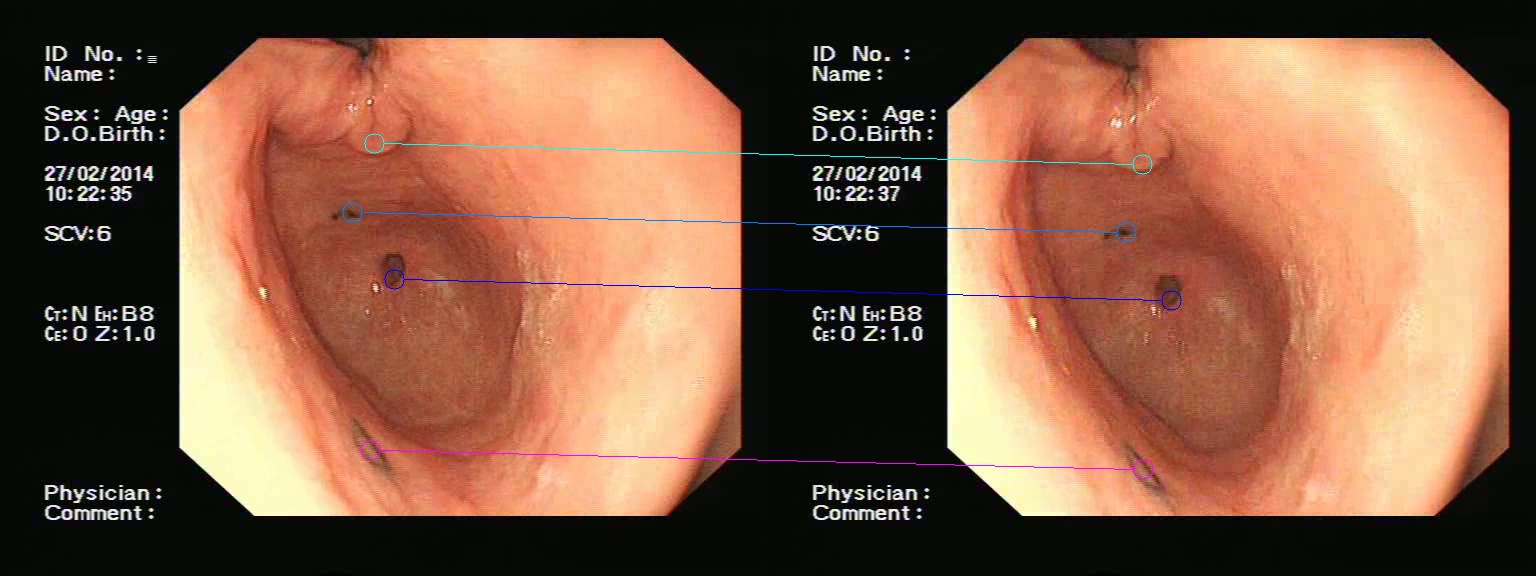 ID No. :
Name:
Sex: Age:
D.O.Birth:
27/02/2014
10:22:35
SCV:6
CT:N EH:B8
CE:0 Z:1.0
Physician:
Comment:
ID No. :
Name:
Sex: Age:
D.O.Birth:
27/02/2014
10:22:37
SCV:6
CT:N EH:B8
CE:0 Z:1.0
Physician:
Comment: